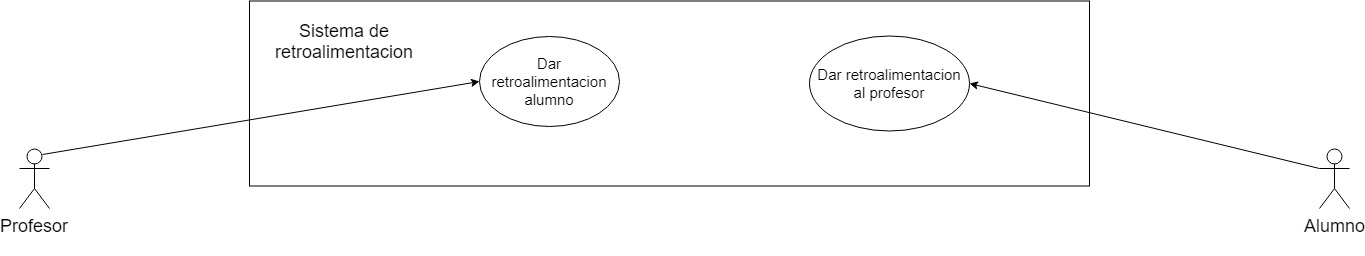 Sistema de
retroalimentacion
Dar
retroalimentacion
alumno
Dar retroalimentacion
al profesor
Profesor
Alumno